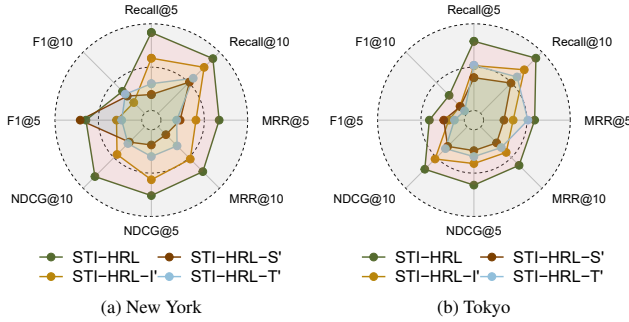 Recall@5
F1@10
Recall@10
F1@5
MRR@5
NDCG@10
MRR@10
NDCG@5
STI-HRL
STI-HRL-S'
STI-HRL-I'
STI-HRL-T'
(a) New York
Recall@5
F1@10
Recall@10
F1@5
MRR@5
NDCG@10
MRR@10
NDCG@5
STI-HRL
STI-HRL-S'
STI-HRL-I'
STI-HRL-T'
(b) Tokyo